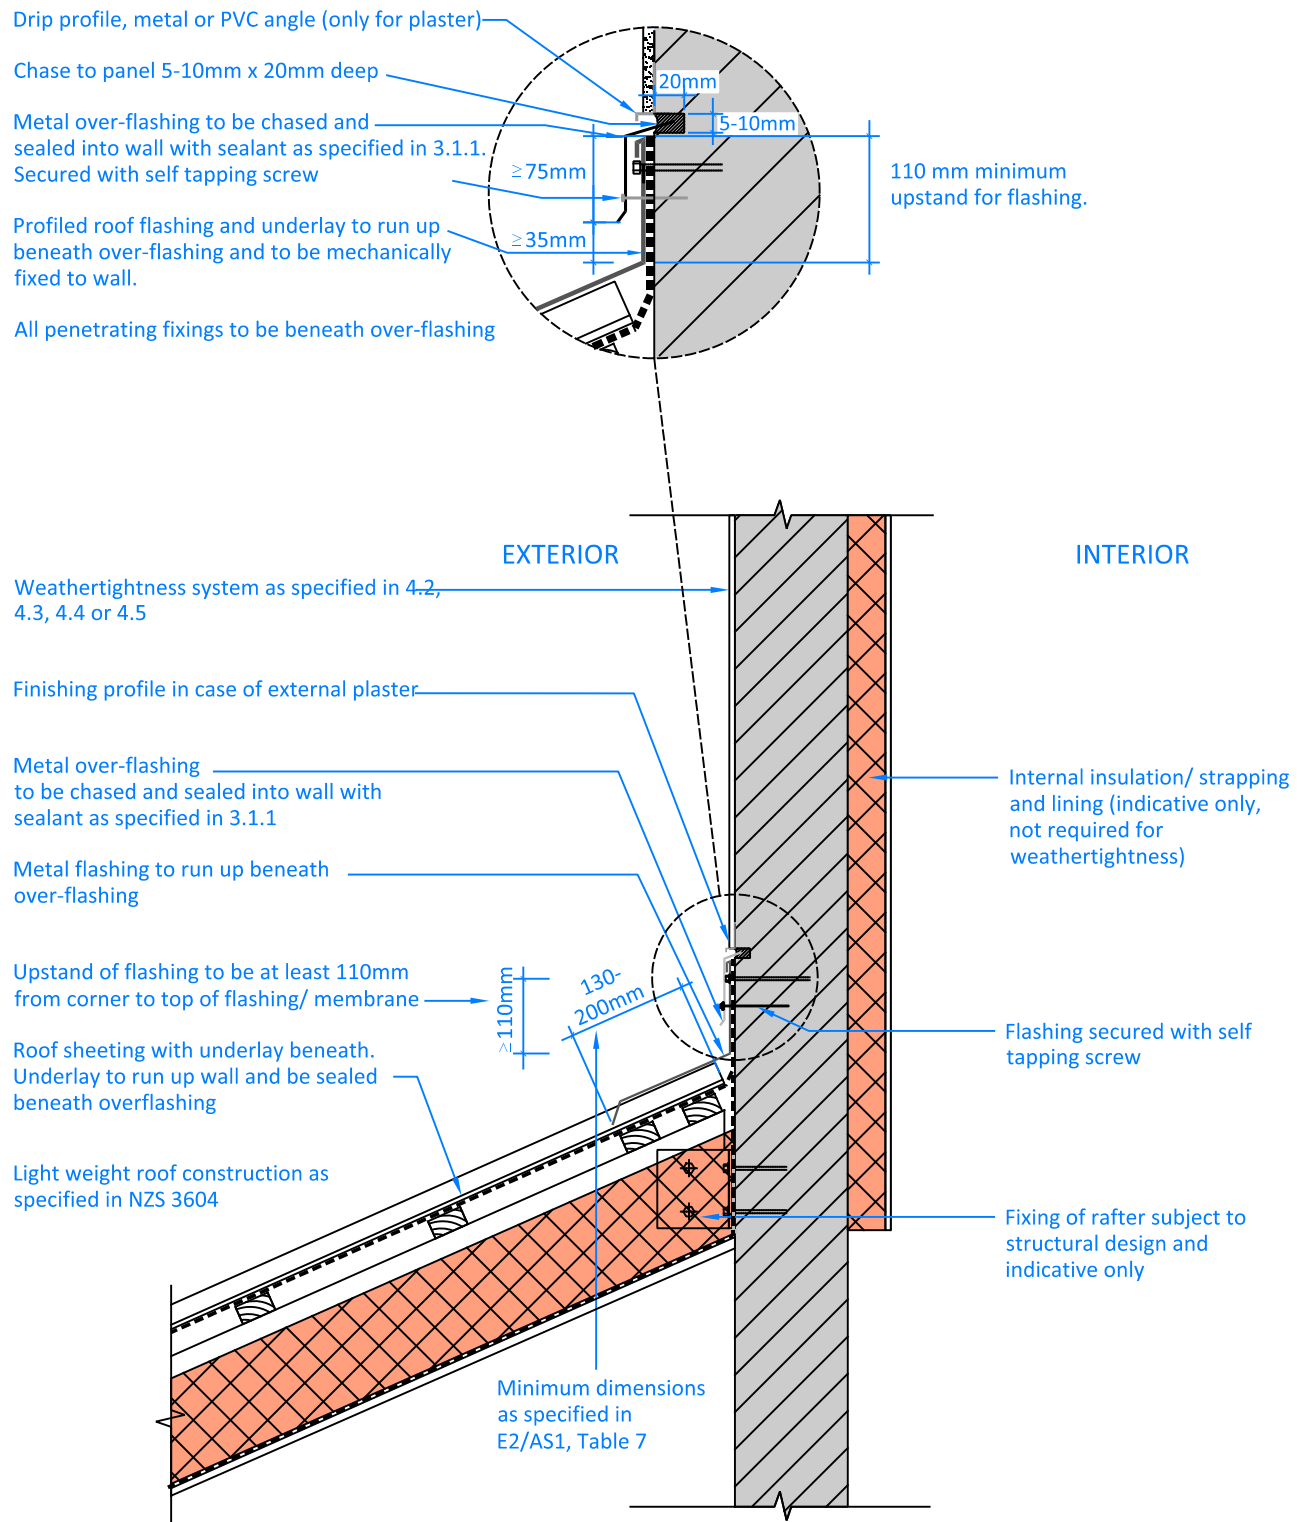 Drip profile, metal or PVC angle (only for plaster)
Chase to panel 5-10mm x 20mm deep
Metal over-flashing to be chased and
sealed into wall with sealant as specified in 3.1.1.
Secured with self tapping screw
Profiled roof flashing and underlay to run up
beneath over-flashing and to be mechanically
fixed to wall.
All penetrating fixings to be beneath over-flashing
20mm
5-10mm
≥75mm
≥35mm
110 mm minimum
upstand for flashing.
EXTERIOR
INTERIOR
Weathertightness system as specified in 4.2,
4.3, 4.4 or 4.5
Finishing profile in case of external plaster
Metal over-flashing
to be chased and sealed into wall with
sealant as specified in 3.1.1
Metal flashing to run up beneath
over-flashing
Upstand of flashing to be at least 110mm
from corner to top of flashing/ membrane
Roof sheeting with underlay beneath.
Underlay to run up wall and be sealed
beneath overflashing
Light weight roof construction as
specified in NZS 3604
≥110mm
130-
200mm
Internal insulation/ strapping
and lining (indicative only,
not required for
weathertightness)
Flashing secured with self
tapping screw
Fixing of rafter subject to
structural design and
indicative only
Minimum dimensions
as specified in
E2/AS1, Table 7